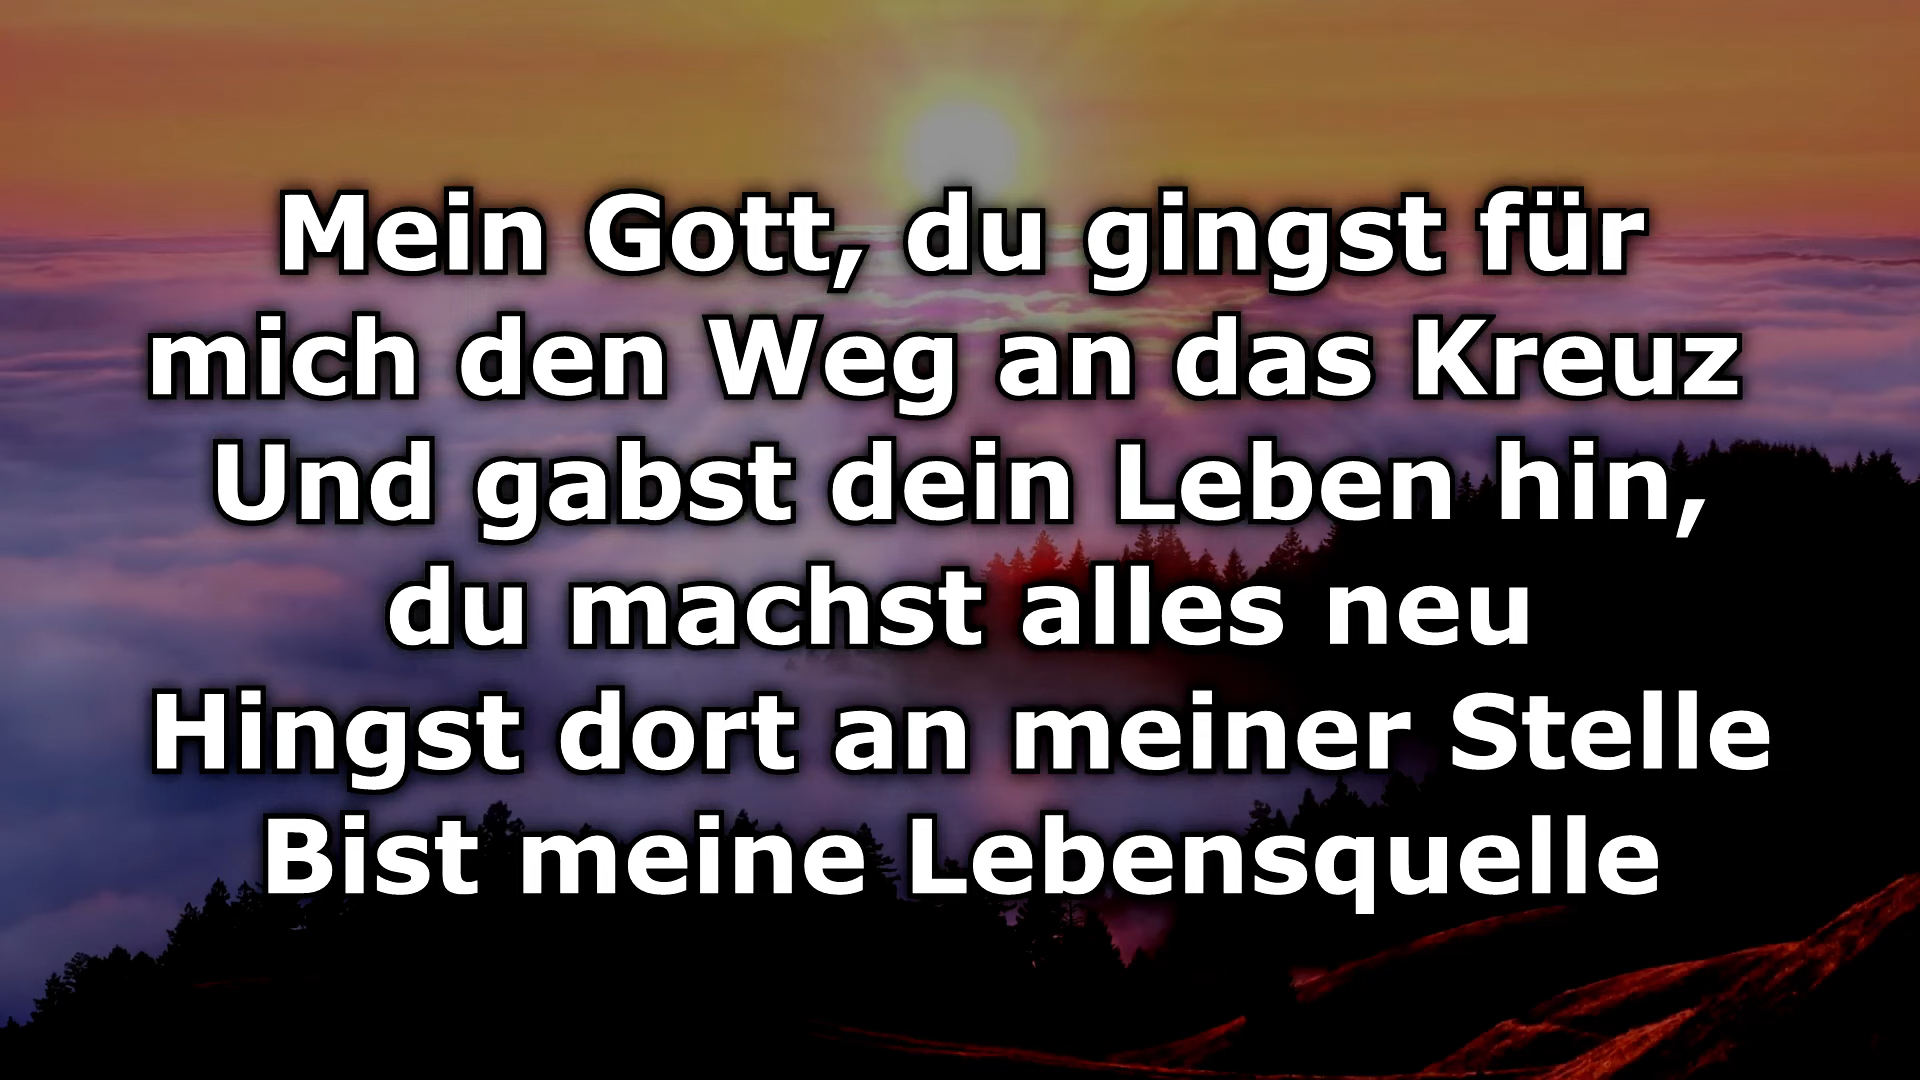 Mein Gott, du gingst für
mich den Weg an das Kreuz
Und gabst dein Leben hin,
du machst alles neu
Hingst dort an meiner Stelle
Bist meine Lebensquelle